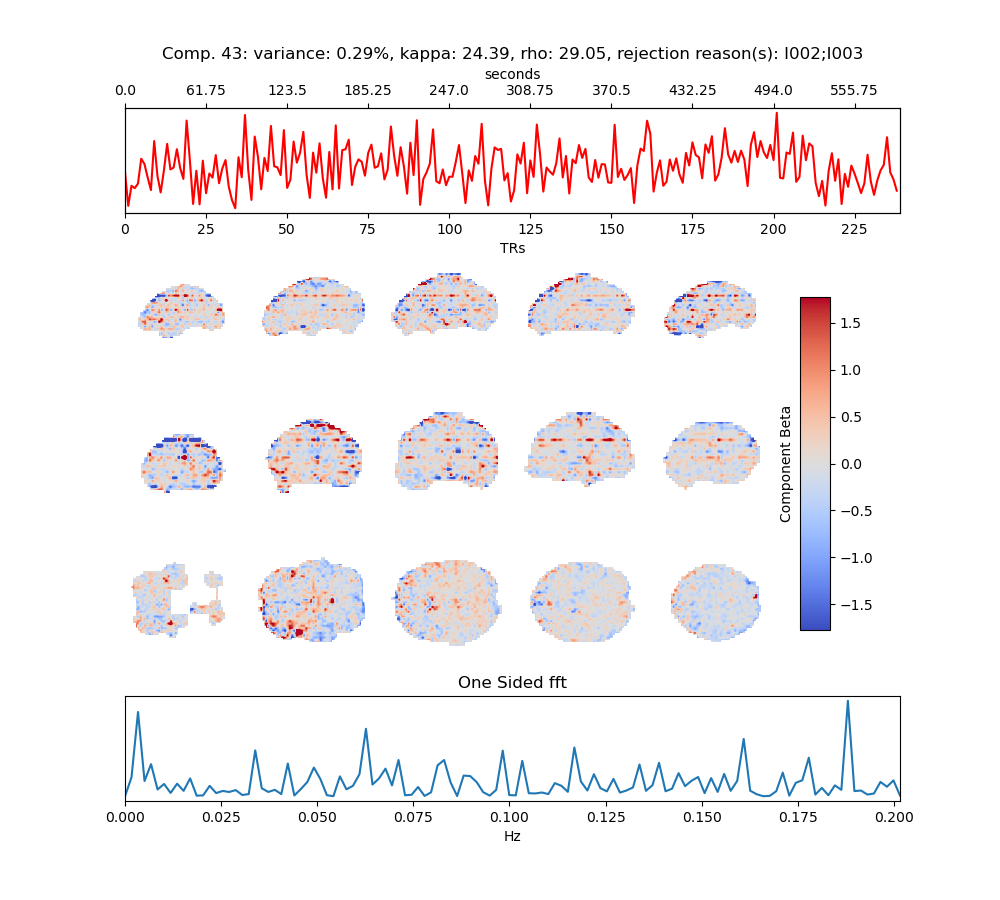 Comp. 43: variance: 0.29%, kappa: 24.39, rho: 29.05, rejection reason(s): I002;I003
seconds
0.0 61.75 123.5 185.25 247.0 308.75 370.5 432.25 494.0 555.75
0 25 50 75 100 125 150 175 200 225
TRs
1.5
1.0
0.5
0.0
−0.5
−1.0
−1.5
Component Beta
One Sided fft
0.000 0.025 0.050 0.075 0.100 0.125 0.150 0.175 0.200
Hz